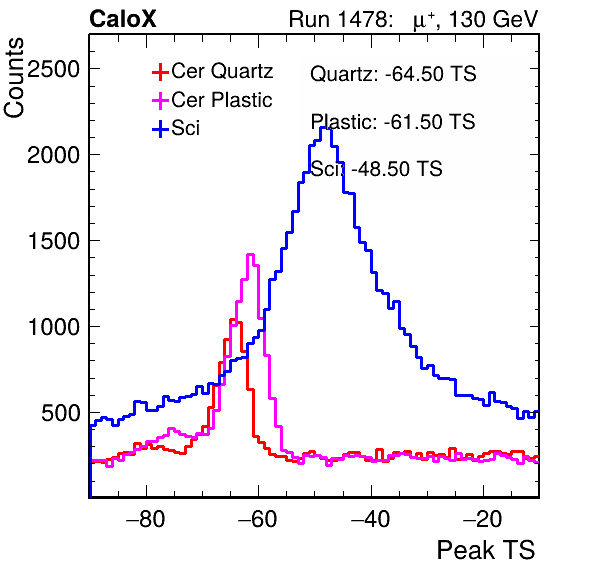 CaloX Run 1478: μ⁺, 130 GeV
Counts
Cer Quartz
Cer Plastic
Sci
Quartz: -64.50 TS
Plastic: -61.50 TS
Sci: -48.50 TS
2500
2000
1500
1000
500
−80 −60 −40 −20
Peak TS